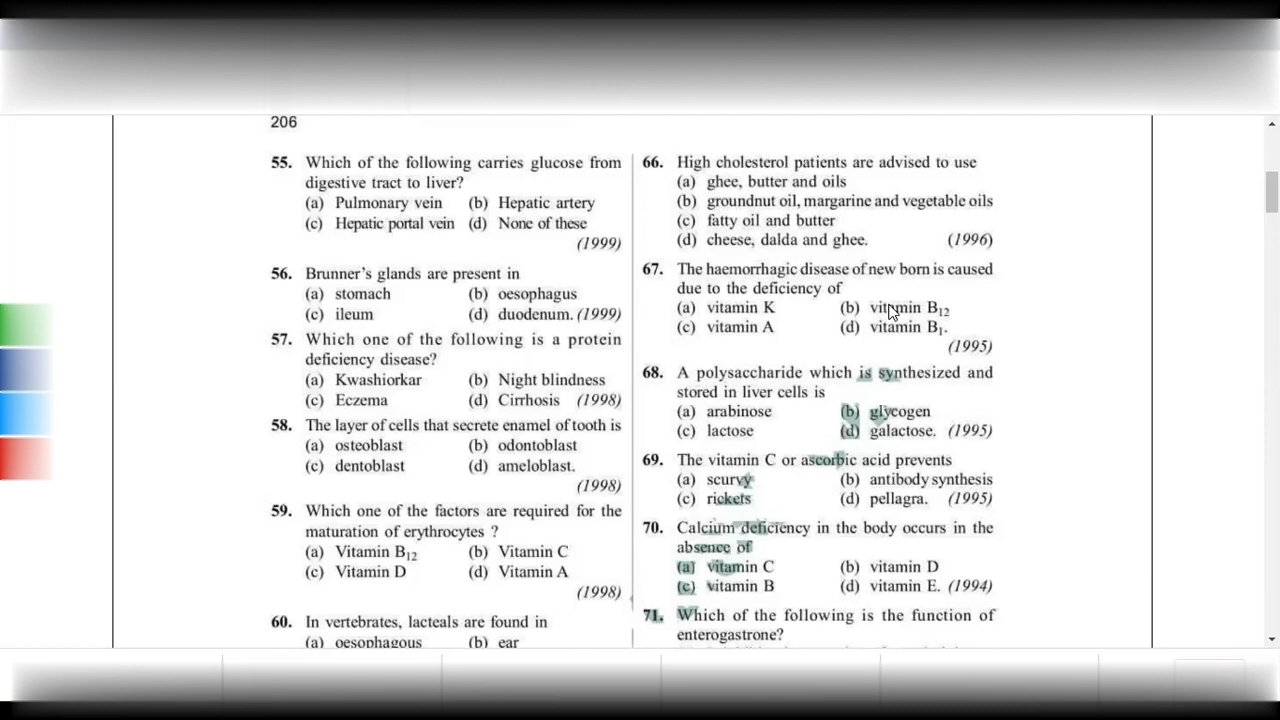 206
55. Which of the following carries glucose from
digestive tract to liver?
(a) Pulmonary vein (b) Hepatic artery
(c) Hepatic portal vein (d) None of these
(1999)
56. Brunner's glands are present in
(a) stomach (b) oesophagus
(c) ileum (d) duodenum. (1999)
57. Which one of the following is a protein
deficiency disease?
(a) Kwashiorkar (b) Night blindness
(c) Eczema (d) Cirrhosis (1998)
58. The layer of cells that secrete enamel of tooth is
(a) osteoblast (b) odontoblast
(c) dentoblast (d) ameloblast.
(1998)
59. Which one of the factors are required for the
maturation of erythrocytes ?
(a) Vitamin B12 (b) Vitamin C
(c) Vitamin D (d) Vitamin A
(1998)
60. In vertebrates, lacteals are found in
(a) oesophagous (b) ear
66. High cholesterol patients are advised to use
(a) ghee, butter and oils
(b) groundnut oil, margarine and vegetable oils
(c) fatty oil and butter
(d) cheese, dalda and ghee. (1996)
67. The haemorrhagic disease of new born is caused
due to the deficiency of
(a) vitamin K (b) vitamin B12
(c) vitamin A (d) vitamin B1.
(1995)
68. A polysaccharide which is synthesized and
stored in liver cells is
(a) arabinose (b) glycogen
(c) lactose (d) galactose. (1995)
69. The vitamin C or ascorbic acid prevents
(a) scurvy (b) antibody synthesis
(c) rickets (d) pellagra. (1995)
70. Calcium deficiency in the body occurs in the
absence of
(a) vitamin C (b) vitamin D
(c) vitamin B (d) vitamin E. (1994)
71. Which of the following is the function of
enterogastrone?